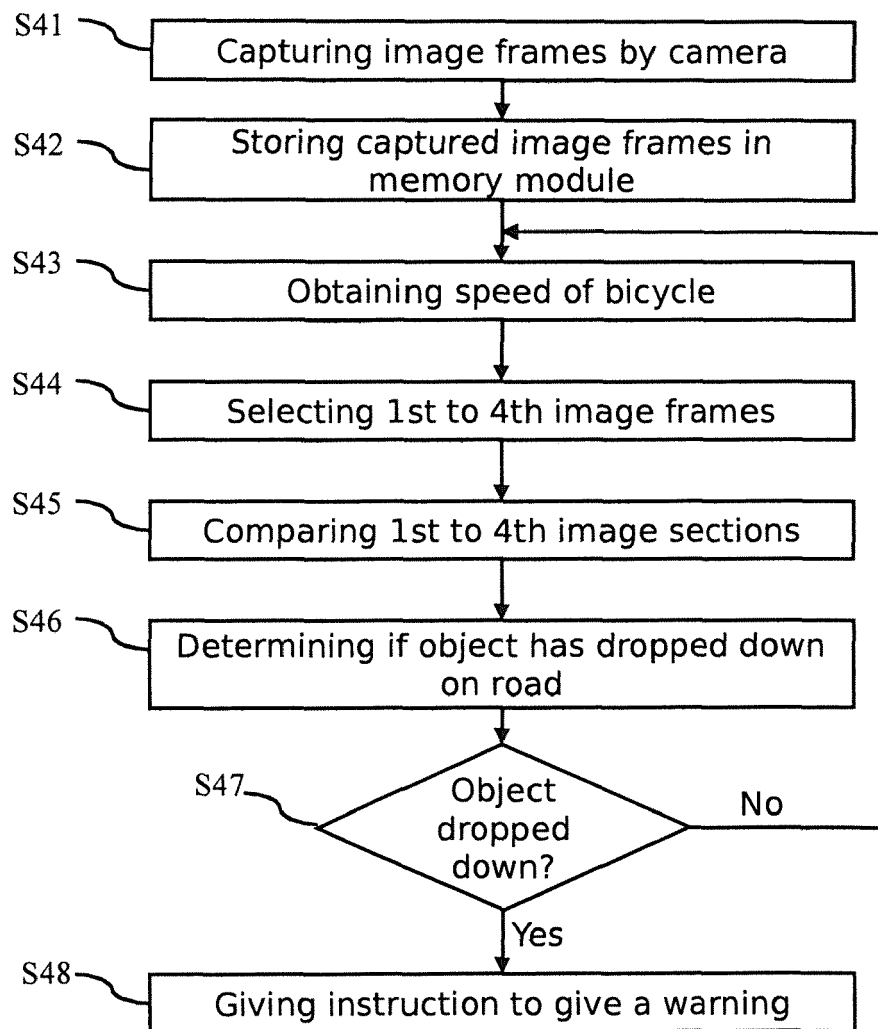 S41
Capturing image frames by camera
S42
Storing captured image frames in
memory module
S43
Obtaining speed of bicycle
S44
Selecting 1st to 4th image frames
S45
Comparing 1st to 4th image sections
S46
Determining if object has dropped down
on road
S47
Object
dropped
down?
No
Yes
S48
Giving instruction to give a warning